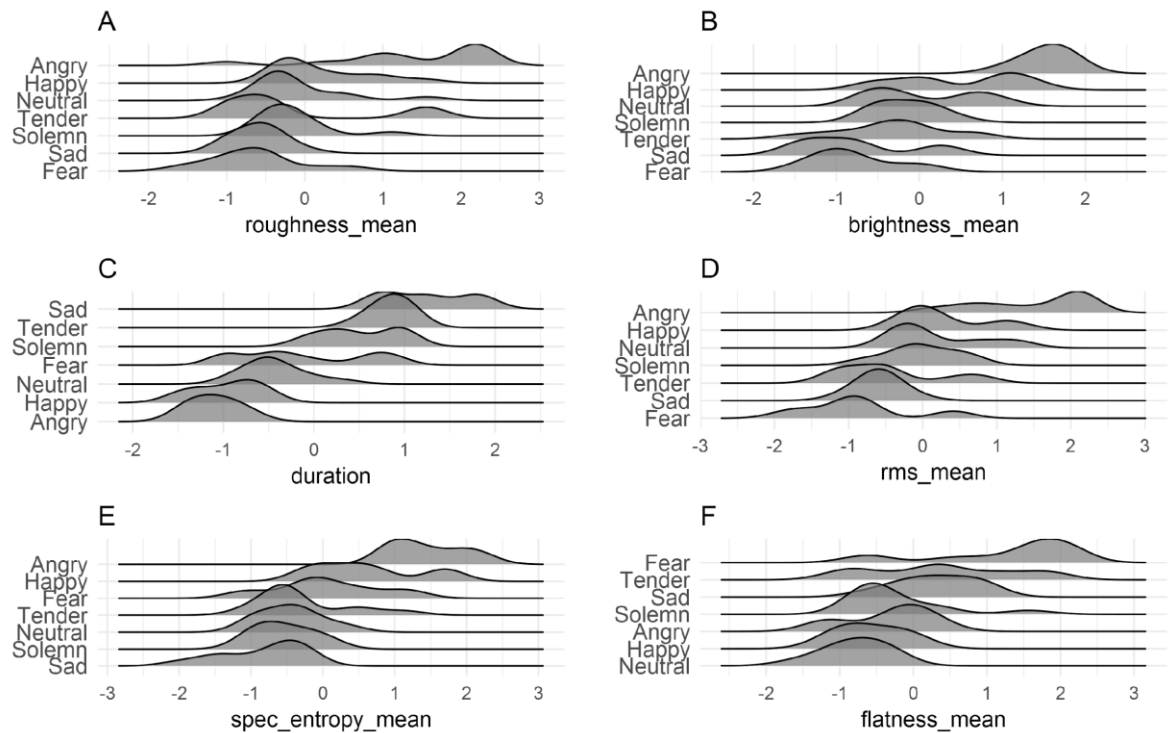 A
Angry
Happy
Neutral
Tender
Solemn
Sad
Fear
-2 -1 0 1 2 3
roughness_mean
B
Angry
Happy
Neutral
Solemn
Tender
Sad
Fear
-2 -1 0 1 2
brightness_mean
C
Sad
Tender
Solemn
Fear
Neutral
Happy
Angry
-2 -1 0 1 2
duration
D
Angry
Happy
Neutral
Solemn
Tender
Sad
Fear
-3 -2 -1 0 1 2 3
rms_mean
E
Angry
Happy
Fear
Tender
Neutral
Solemn
Sad
-3 -2 -1 0 1 2 3
spec_entropy_mean
F
Fear
Tender
Sad
Solemn
Angry
Happy
Neutral
-2 -1 0 1 2 3
flatness_mean